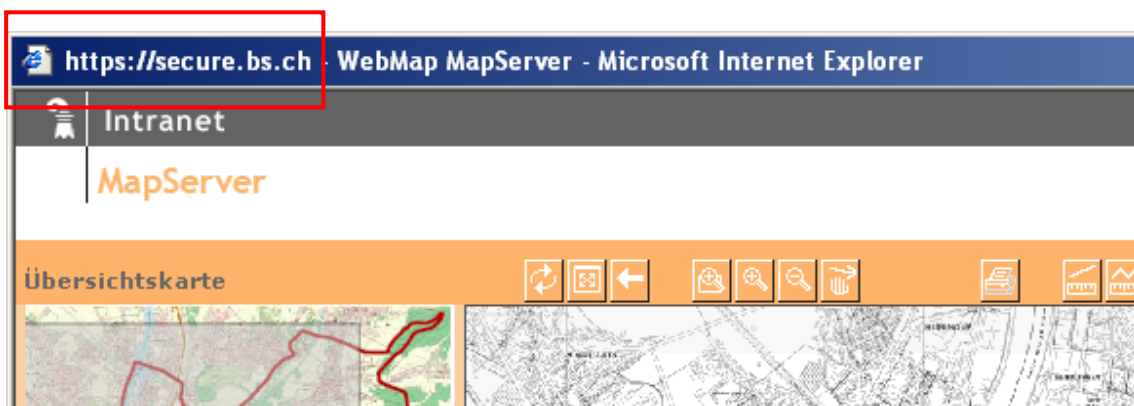 https://secure.bs.ch - WebMap MapServer - Microsoft Internet Explorer
Intranet
MapServer
Übersichtskarte